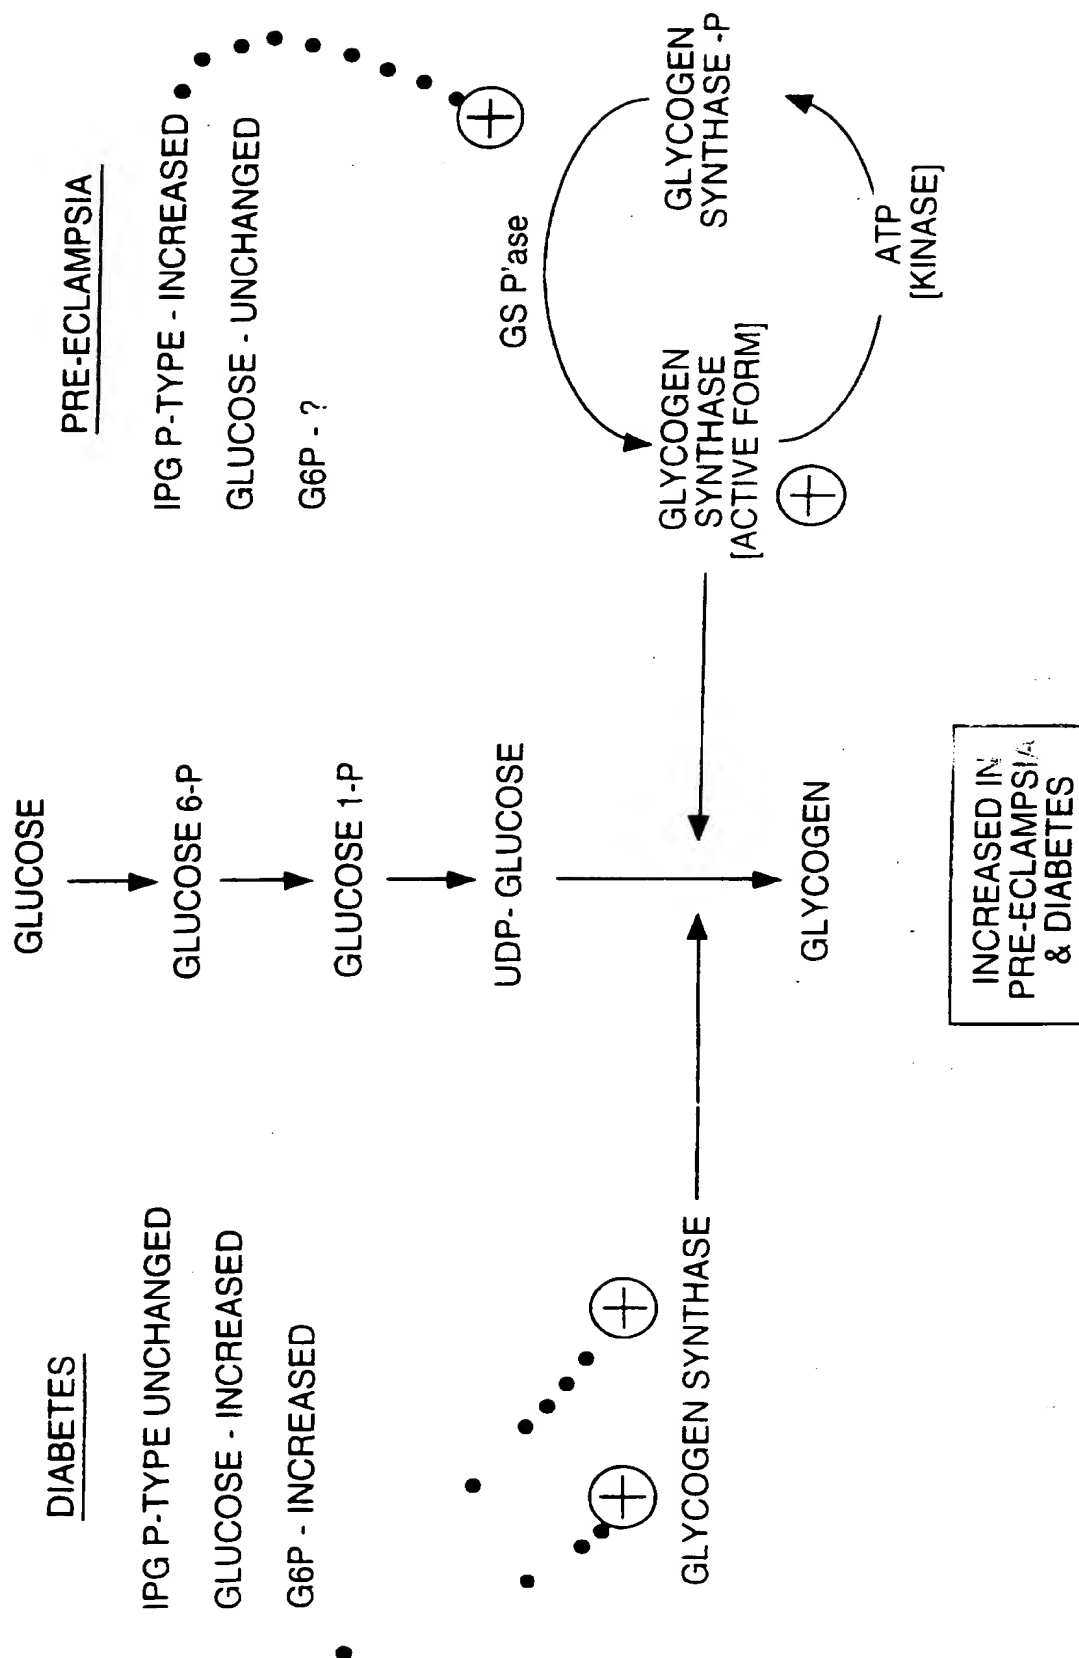 DIABETES
IPG P-TYPE UNCHANGED
GLUCOSE - INCREASED
G6P - INCREASED
GLYCOGEN SYNTHASE
GLUCOSE
GLUCOSE 6-P
GLUCOSE 1-P
UDP- GLUCOSE
GLYCOGEN
INCREASED IN
PRE-ECLAMPSIA
& DIABETES
PRE-ECLAMPSIA
IPG P-TYPE - INCREASED
GLUCOSE - UNCHANGED
G6P - ?
GS P'ase
GLYCOGEN
SYNTHASE
[ACTIVE FORM]
GLYCOGEN
SYNTHASE -P
ATP
[KINASE]